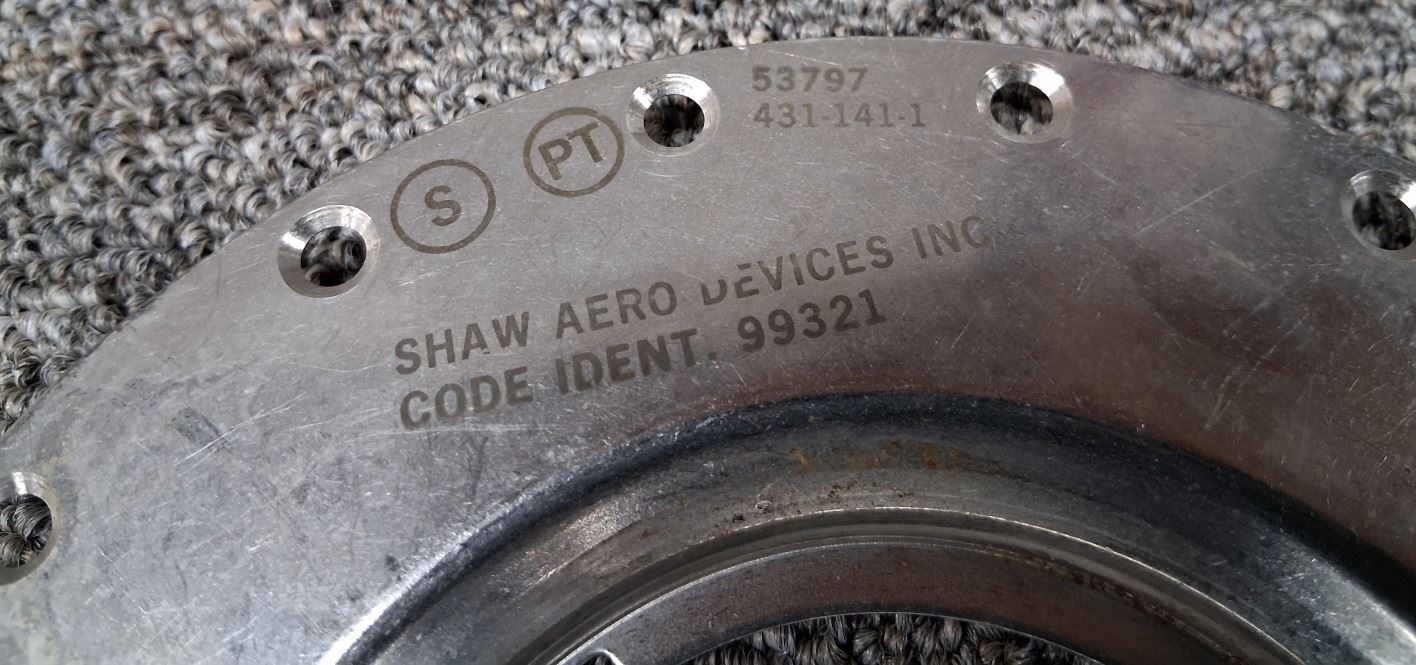 53797
431-141-1
S
PT
SHAW AERO DEVICES INC.
CODE IDENT. 99321